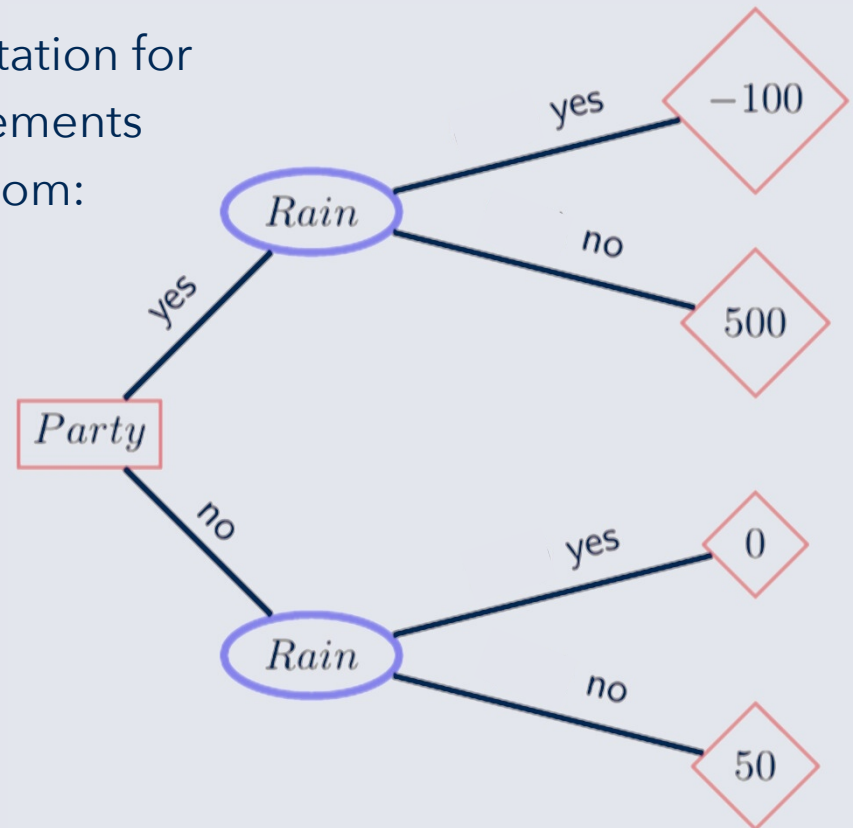 tation for
ements
om:
yes
−100
Rain
no
500
yes
Party
no
yes
0
Rain
no
50